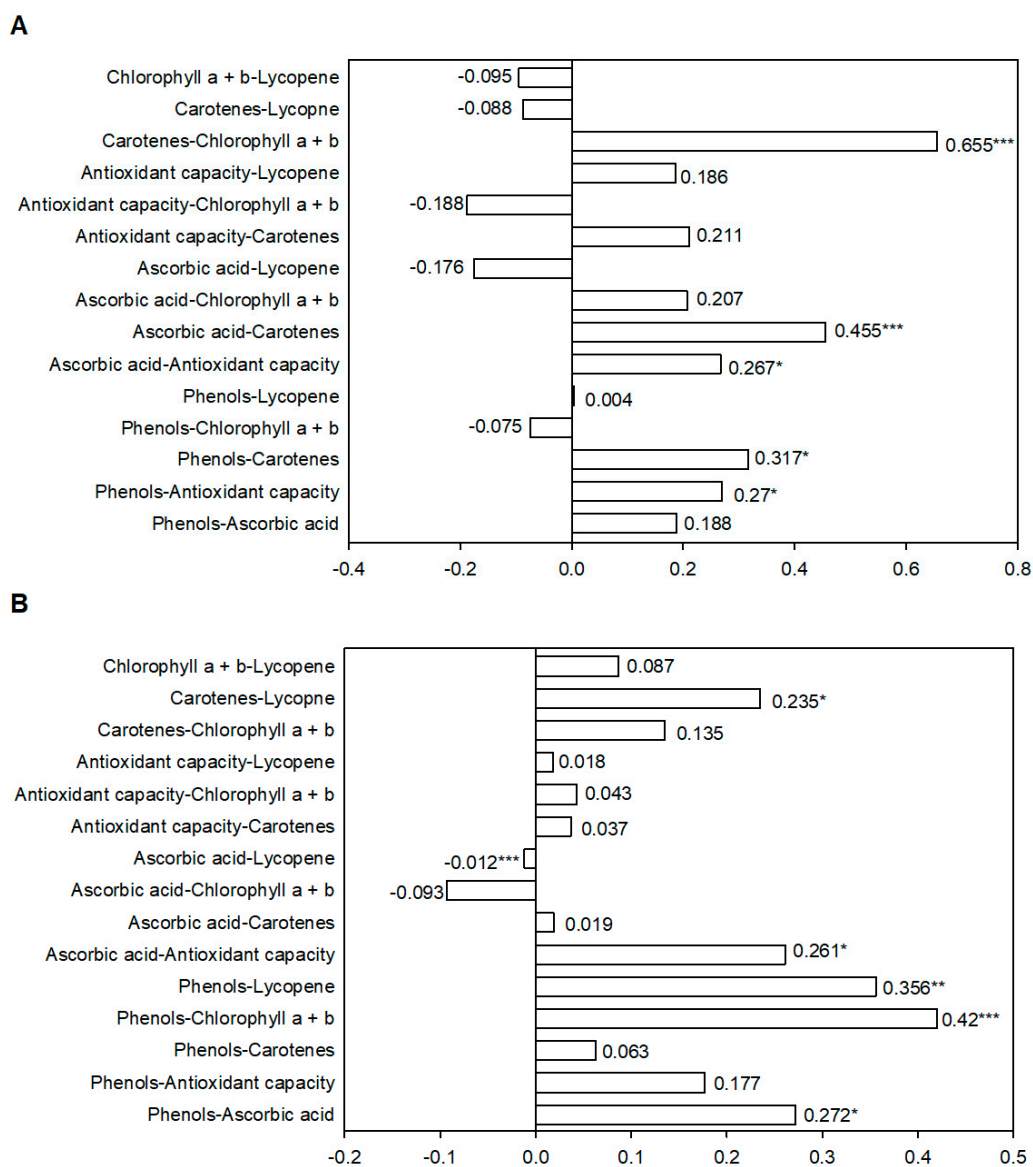 A
Chlorophyll a + b-Lycopene -0.095
Carotenes-Lycopne -0.088
Carotenes-Chlorophyll a + b 0.655***
Antioxidant capacity-Lycopene 0.186
Antioxidant capacity-Chlorophyll a + b -0.188
Antioxidant capacity-Carotenes 0.211
Ascorbic acid-Lycopene -0.176
Ascorbic acid-Chlorophyll a + b 0.207
Ascorbic acid-Carotenes 0.455***
Ascorbic acid-Antioxidant capacity 0.267*
Phenols-Lycopene 0.004
Phenols-Chlorophyll a + b -0.075
Phenols-Carotenes 0.317*
Phenols-Antioxidant capacity 0.27*
Phenols-Ascorbic acid 0.188
-0.4 -0.2 0.0 0.2 0.4 0.6 0.8
B
Chlorophyll a + b-Lycopene 0.087
Carotenes-Lycopne 0.235*
Carotenes-Chlorophyll a + b 0.135
Antioxidant capacity-Lycopene 0.018
Antioxidant capacity-Chlorophyll a + b 0.043
Antioxidant capacity-Carotenes 0.037
Ascorbic acid-Lycopene -0.012***
Ascorbic acid-Chlorophyll a + b -0.093
Ascorbic acid-Carotenes 0.019
Ascorbic acid-Antioxidant capacity 0.261*
Phenols-Lycopene 0.356**
Phenols-Chlorophyll a + b 0.42***
Phenols-Carotenes 0.063
Phenols-Antioxidant capacity 0.177
Phenols-Ascorbic acid 0.272*
-0.2 -0.1 0.0 0.1 0.2 0.3 0.4 0.5